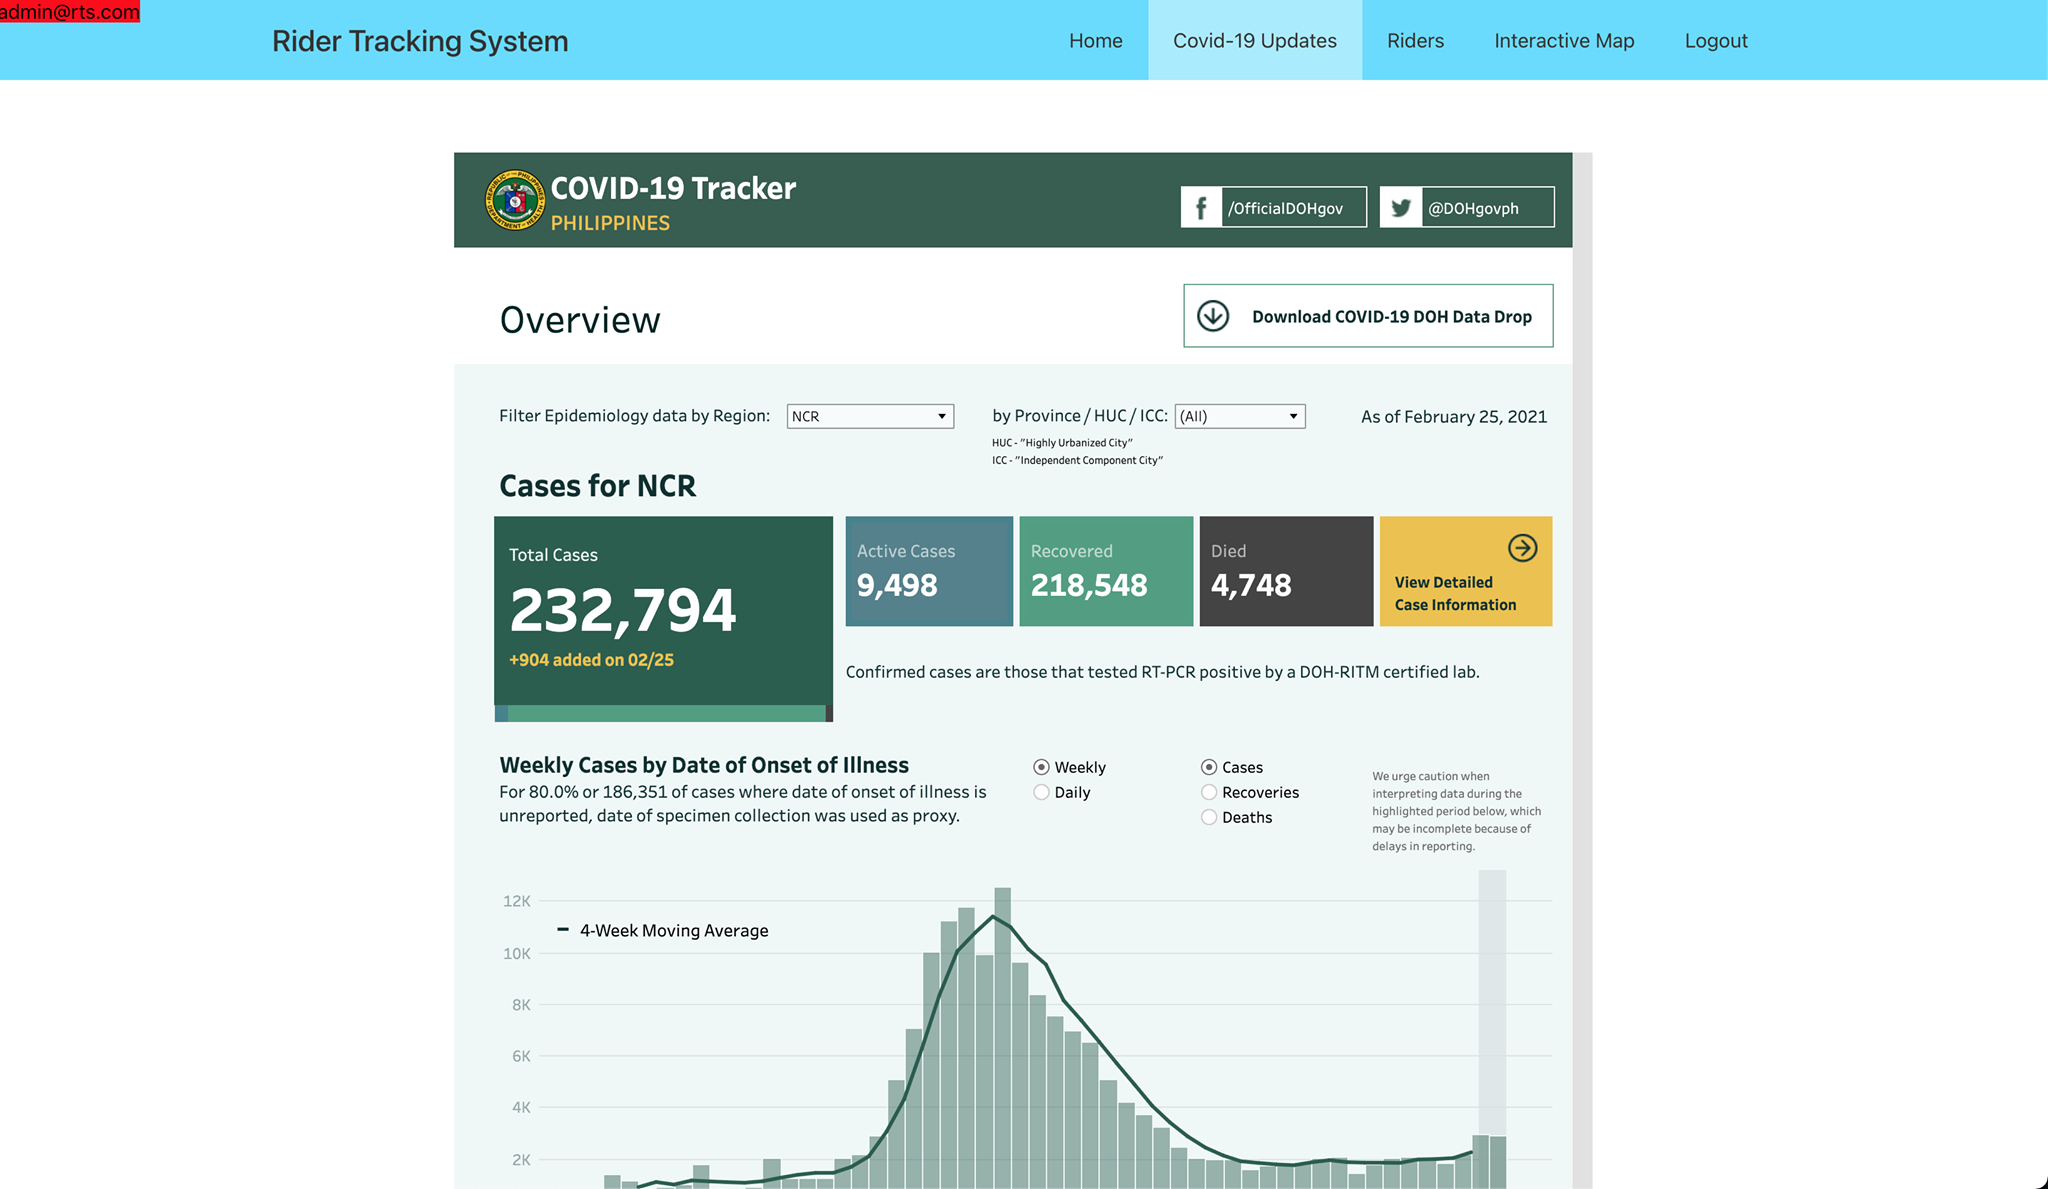 admin@rts.com
Rider Tracking System
Home
Covid-19 Updates
Riders
Interactive Map
Logout
COVID-19 Tracker
PHILIPPINES
/OfficialDOHgov
@DOHgovph
Overview
Download COVID-19 DOH Data Drop
Filter Epidemiology data by Region:
NCR
by Province / HUC / ICC:
(All)
As of February 25, 2021
HUC - "Highly Urbanized City"
ICC - "Independent Component City"
Cases for NCR
Total Cases
232,794
+904 added on 02/25
Active Cases
9,498
Recovered
218,548
Died
4,748
View Detailed
Case Information
Confirmed cases are those that tested RT-PCR positive by a DOH-RITM certified lab.
Weekly Cases by Date of Onset of Illness
For 80.0% or 186,351 of cases where date of onset of illness is
unreported, date of specimen collection was used as proxy.
Weekly
Daily
Cases
Recoveries
Deaths
We urge caution when
interpreting data during the
highlighted period below, which
may be incomplete because of
delays in reporting.
12K
4-Week Moving Average
10K
8K
6K
4K
2K